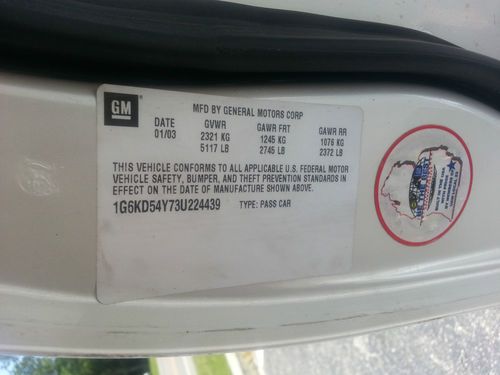 GM
MFD BY GENERAL MOTORS CORP
DATE GVWR GAWR FRT GAWR RR
01/03 2321 KG 1245 KG 1076 KG
5117 LB 2745 LB 2372 LB
THIS VEHICLE CONFORMS TO ALL APPLICABLE U.S. FEDERAL MOTOR
VEHICLE SAFETY, BUMPER, AND THEFT PREVENTION STANDARDS IN
EFFECT ON THE DATE OF MANUFACTURE SHOWN ABOVE.
1G6KD54Y73U224439 TYPE: PASS CAR